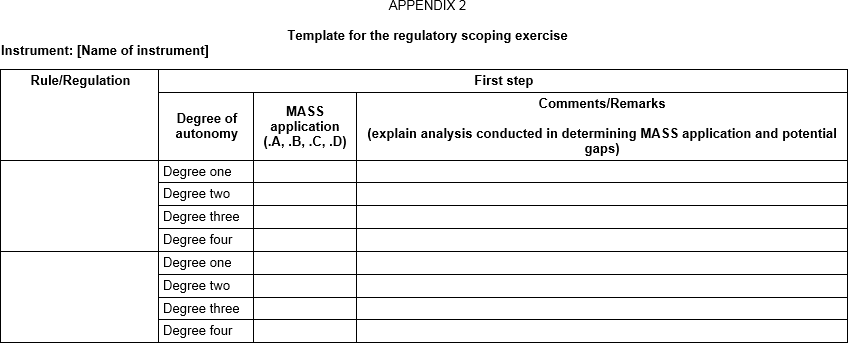 APPENDIX 2
Template for the regulatory scoping exercise
Instrument: [Name of instrument]
Rule/Regulation
First step
Degree of
autonomy
MASS
application
(.A, .B, .C, .D)
Comments/Remarks
(explain analysis conducted in determining MASS application and potential
gaps)
Degree one
Degree two
Degree three
Degree four
Degree one
Degree two
Degree three
Degree four